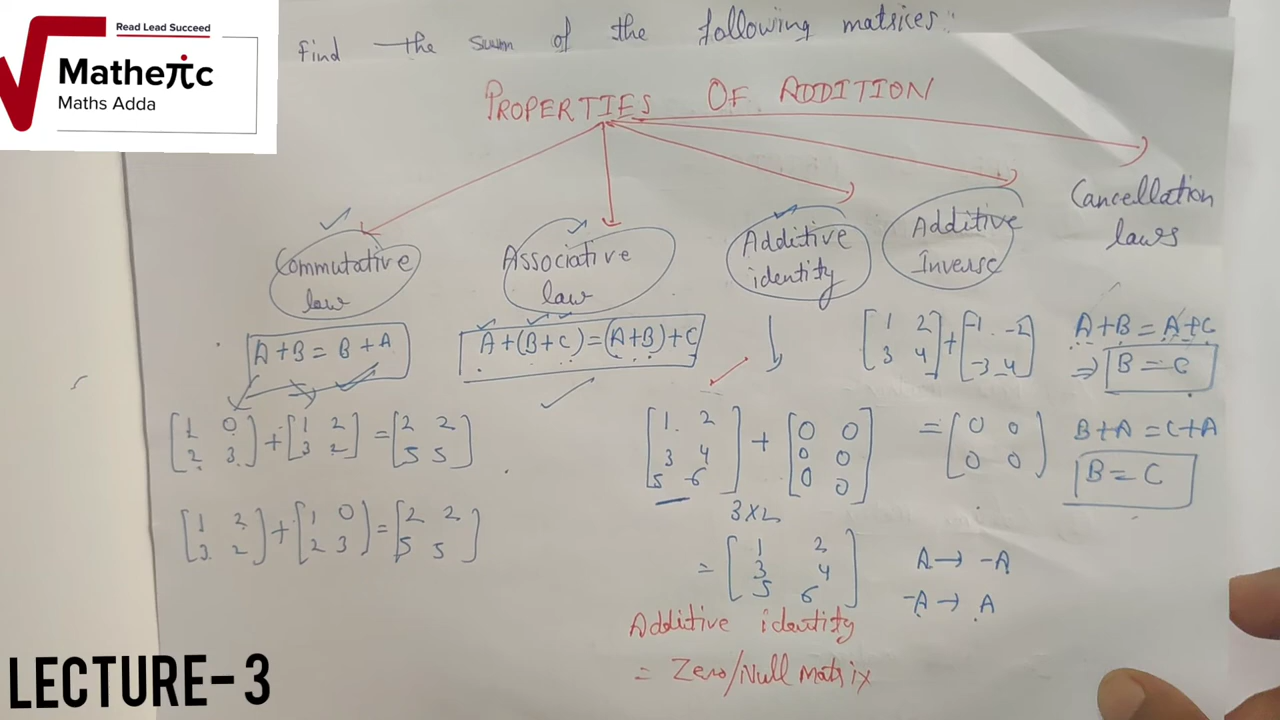 Read Lead Succeed
Matheπc
Maths Adda
Find the sum of the following matrices:
PROPERTIES OF ADDITION
Commutative
law
A+B = B+A
[1 0
2 3] + [1 2
3 2] = [2 2
5 5]
[1 2
3 2] + [1 0
2 3] = [2 2
5 5]
Associative
law
A+(B+C)=(A+B)+C
Additive
identity
[1 2
3 4
5 6] + [0 0
0 0
0 0]
3×2
= [1 2
3 4
5 6]
Additive identity
= Zero/Null matrix
Additive
Inverse
[1 2
3 4] + [-1 -2
-3 -4]
= [0 0
0 0]
A → -A
-A → A
Cancellation
laws
A+B = A+C
⇒ B = C
B+A = C+A
B = C
LECTURE- 3